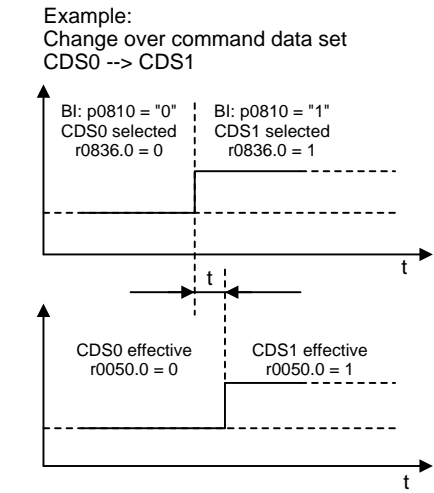 Example:
Change over command data set
CDS0 --> CDS1
BI: p0810 = "0"
CDS0 selected
r0836.0 = 0
BI: p0810 = "1"
CDS1 selected
r0836.0 = 1
t
t
CDS0 effective
r0050.0 = 0
CDS1 effective
r0050.0 = 1
t